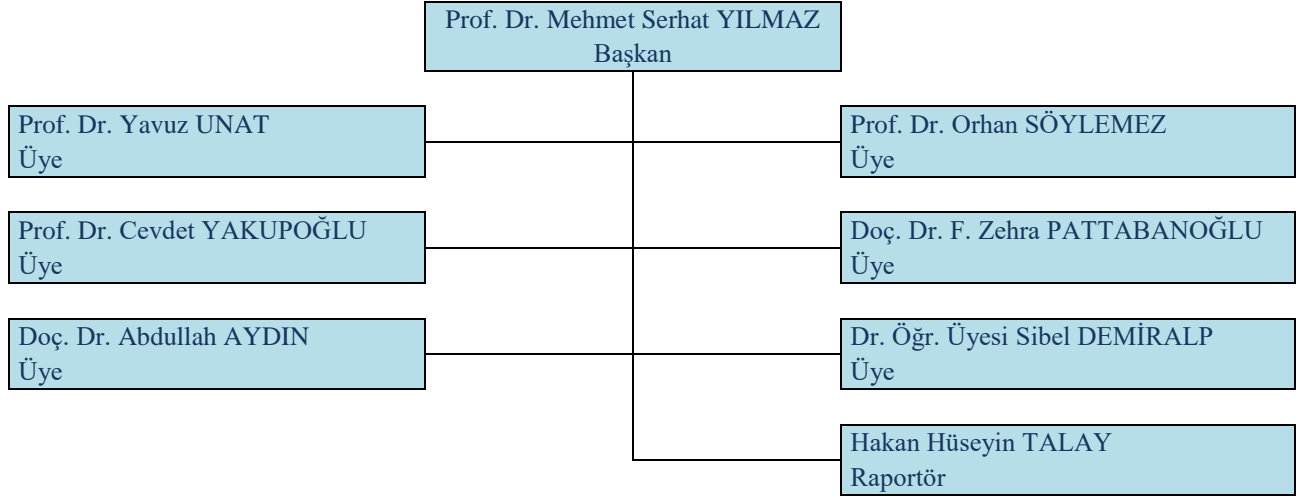 Prof. Dr. Mehmet Serhat YILMAZ
Başkan
Prof. Dr. Yavuz UNAT
Üye
Prof. Dr. Orhan SÖYLEMEZ
Üye
Prof. Dr. Cevdet YAKUPOĞLU
Üye
Doç. Dr. F. Zehra PATTABANOĞLU
Üye
Doç. Dr. Abdullah AYDIN
Üye
Dr. Öğr. Üyesi Sibel DEMİRALP
Üye
Hakan Hüseyin TALAY
Raportör